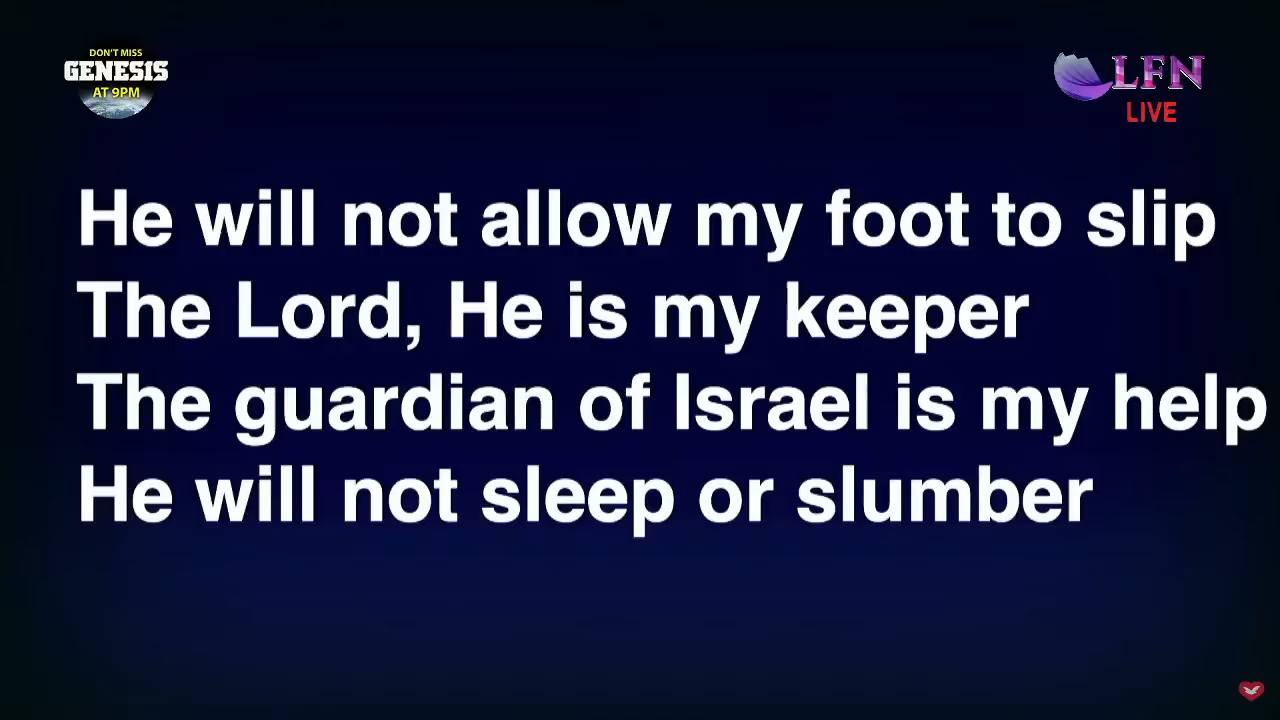 DON'T MISS
GENESIS
AT 9PM
LFN
LIVE
He will not allow my foot to slip
The Lord, He is my keeper
The guardian of Israel is my help
He will not sleep or slumber